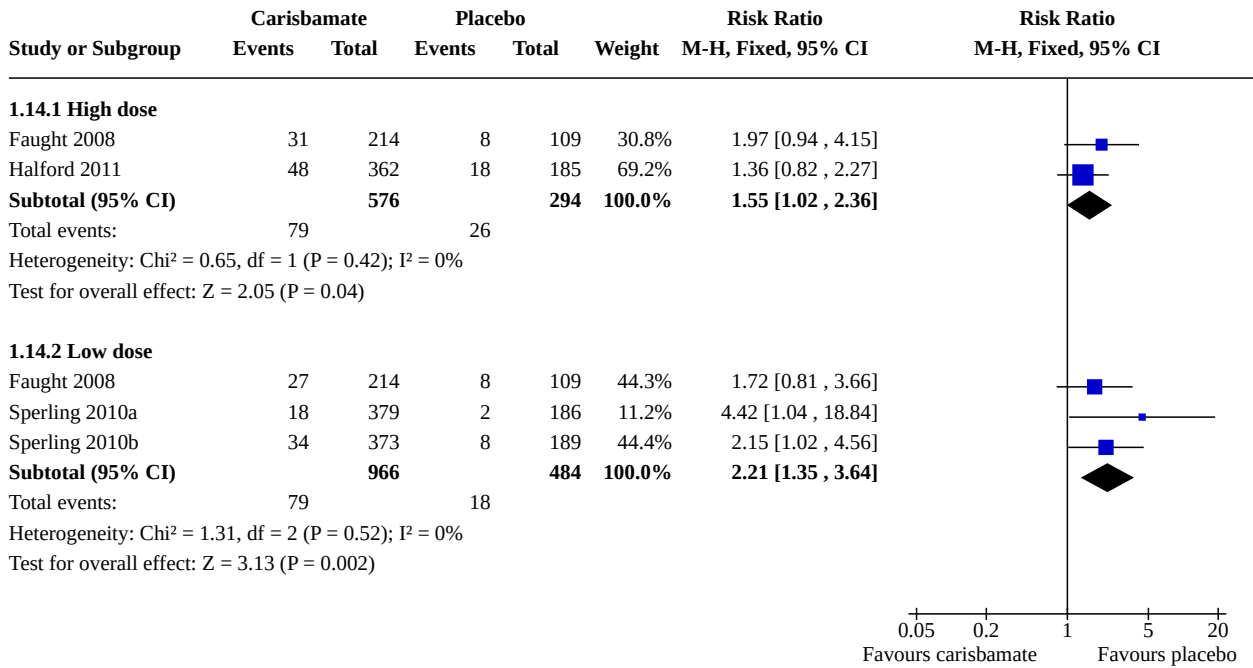 Carisbamate Placebo Risk Ratio Risk Ratio
Study or Subgroup Events Total Events Total Weight M-H, Fixed, 95% CI M-H, Fixed, 95% CI
1.14.1 High dose
Faught 2008 31 214 8 109 30.8% 1.97 [0.94 , 4.15]
Halford 2011 48 362 18 185 69.2% 1.36 [0.82 , 2.27]
Subtotal (95% CI) 576 294 100.0% 1.55 [1.02 , 2.36]
Total events: 79 26
Heterogeneity: Chi² = 0.65, df = 1 (P = 0.42); I² = 0%
Test for overall effect: Z = 2.05 (P = 0.04)
1.14.2 Low dose
Faught 2008 27 214 8 109 44.3% 1.72 [0.81 , 3.66]
Sperling 2010a 18 379 2 186 11.2% 4.42 [1.04 , 18.84]
Sperling 2010b 34 373 8 189 44.4% 2.15 [1.02 , 4.56]
Subtotal (95% CI) 966 484 100.0% 2.21 [1.35 , 3.64]
Total events: 79 18
Heterogeneity: Chi² = 1.31, df = 2 (P = 0.52); I² = 0%
Test for overall effect: Z = 3.13 (P = 0.002)
0.05 0.2 1 5 20
Favours carisbamate Favours placebo